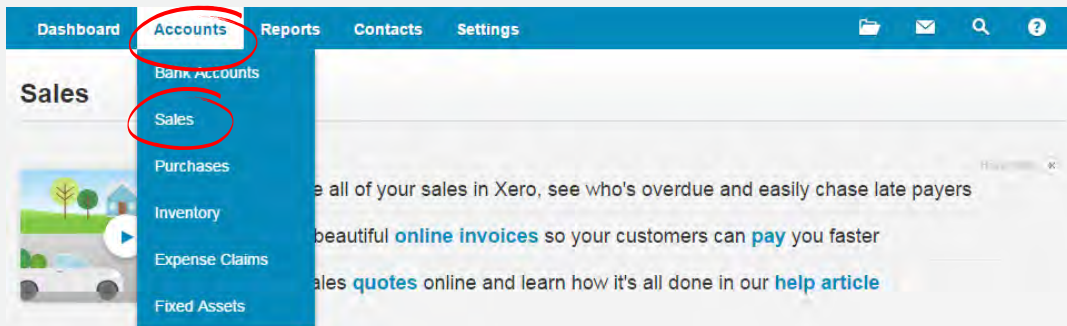 Dashboard Accounts Reports Contacts Settings
Bank Accounts
Sales
Sales
Purchases
e all of your sales in Xero, see who's overdue and easily chase late payers
Inventory
beautiful online invoices so your customers can pay you faster
Expense Claims
ales quotes online and learn how it's all done in our help article
Fixed Assets